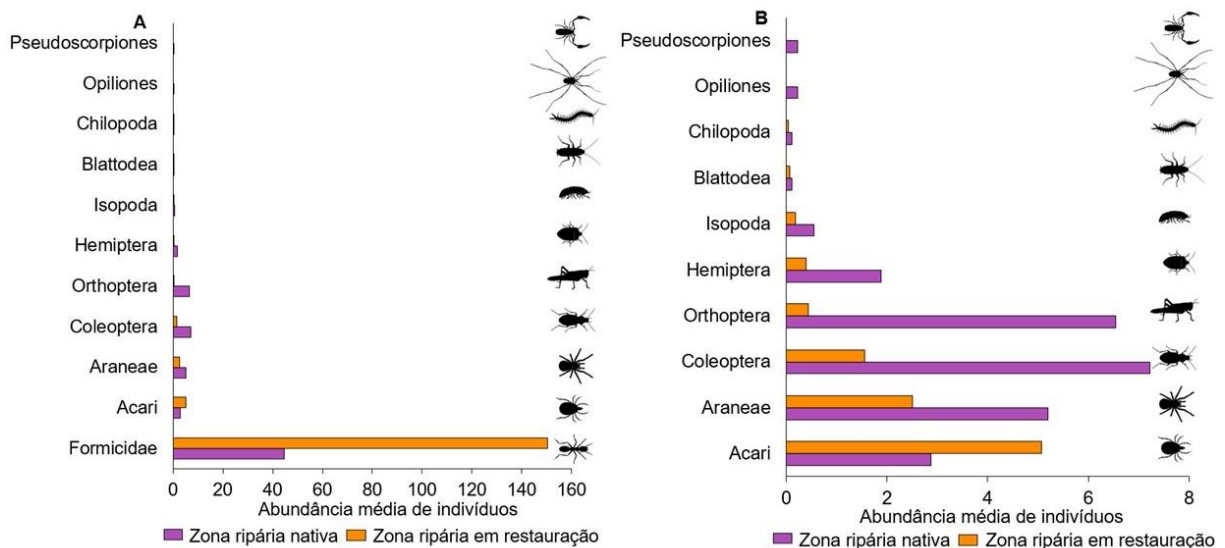 A
Pseudoscorpiones
Opiliones
Chilopoda
Blattodea
Isopoda
Hemiptera
Orthoptera
Coleoptera
Araneae
Acari
Formicidae
0 20 40 60 80 100 120 140 160
Abundância média de indivíduos
Zona ripária nativa Zona ripária em restauração
B
Pseudoscorpiones
Opiliones
Chilopoda
Blattodea
Isopoda
Hemiptera
Orthoptera
Coleoptera
Araneae
Acari
0 2 4 6 8
Abundância média de indivíduos
Zona ripária nativa Zona ripária em restauração